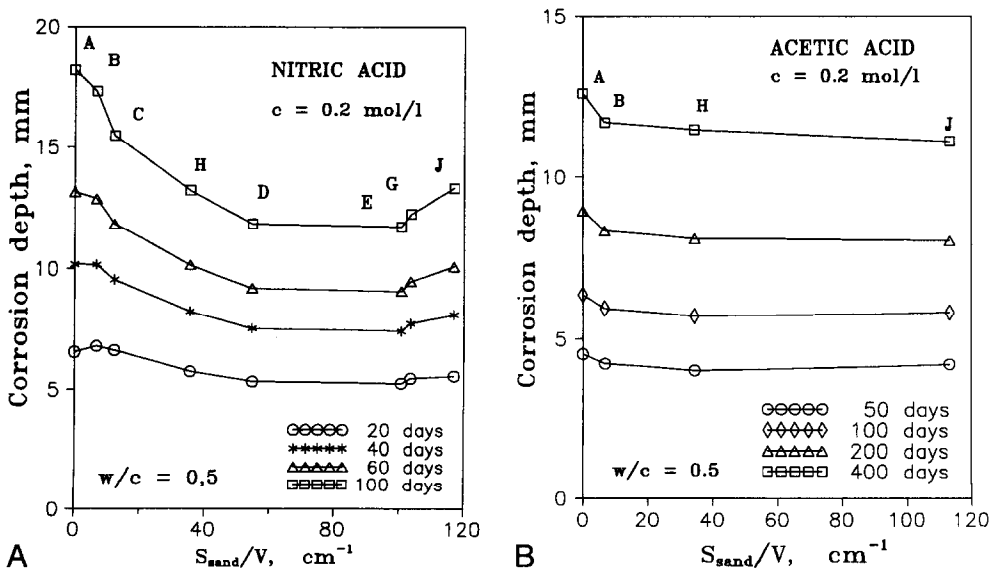 20
15
10
5
0
Corrosion depth, mm
A
B
C
H
D
E
G
J
NITRIC ACID
c = 0.2 mol/l
20 days
40 days
60 days
100 days
w/c = 0.5
0
40
80
120
S_sand/V, cm⁻¹
A
15
10
5
0
Corrosion depth, mm
A
B
H
J
ACETIC ACID
c = 0.2 mol/l
50 days
100 days
200 days
400 days
w/c = 0.5
0
20
40
60
80
100
120
S_sand/V, cm⁻¹
B